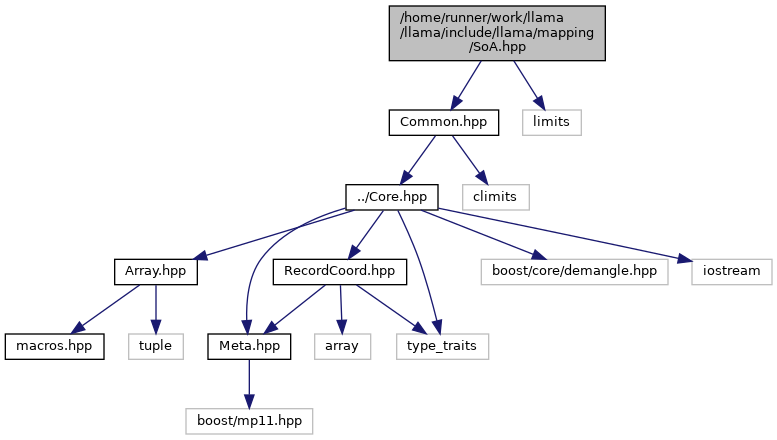 /home/runner/work/llama
/llama/include/llama/mapping
/SoA.hpp
Common.hpp
limits
../Core.hpp
climits
Array.hpp
RecordCoord.hpp
boost/core/demangle.hpp
iostream
macros.hpp
tuple
Meta.hpp
array
type_traits
boost/mp11.hpp